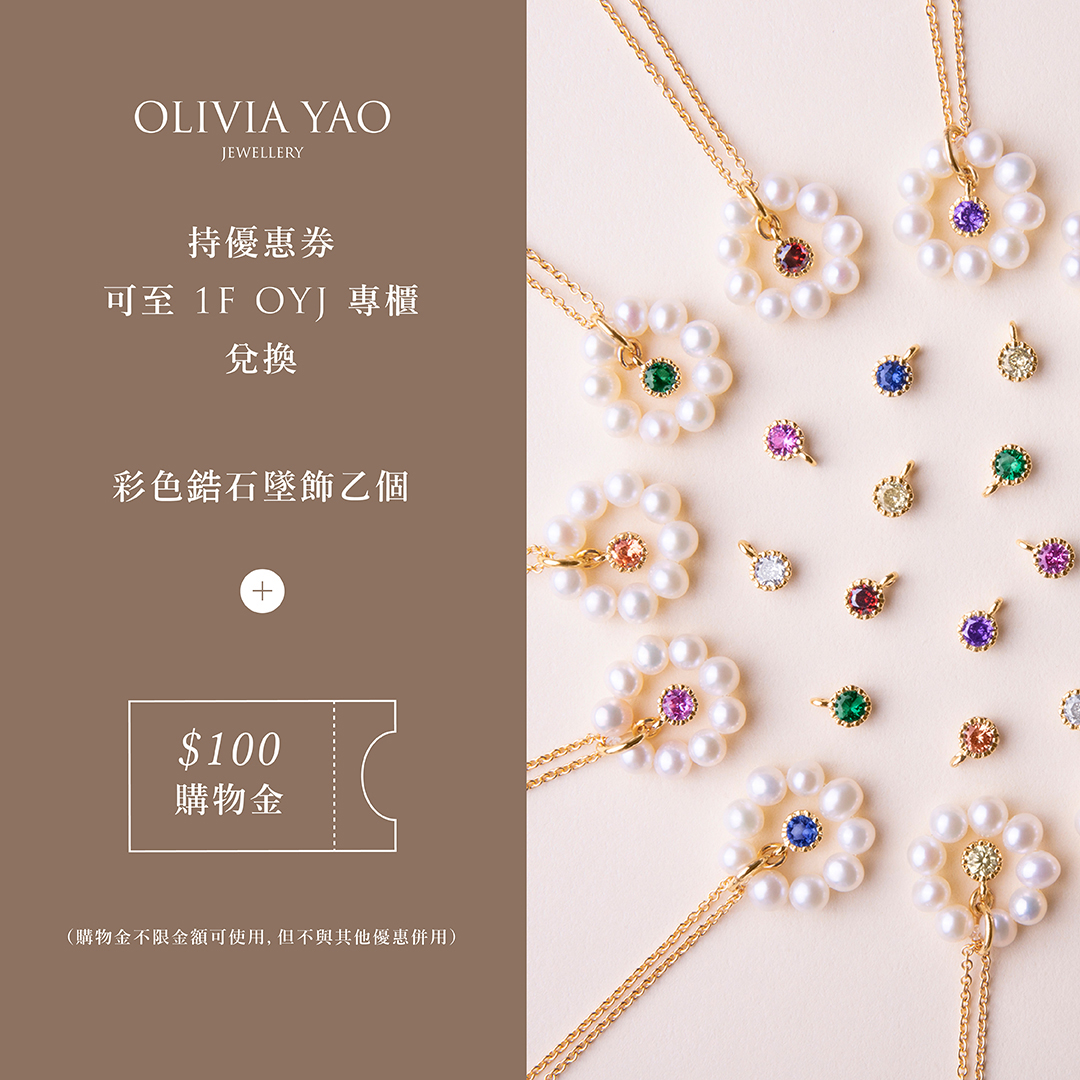 OLIVIA YAO
JEWELLERY
持優惠券
可至 1F OYJ 專櫃
兌換
彩色鋯石墜飾乙個
+
$100
購物金
（購物金不限金額可使用, 但不與其他優惠併用）